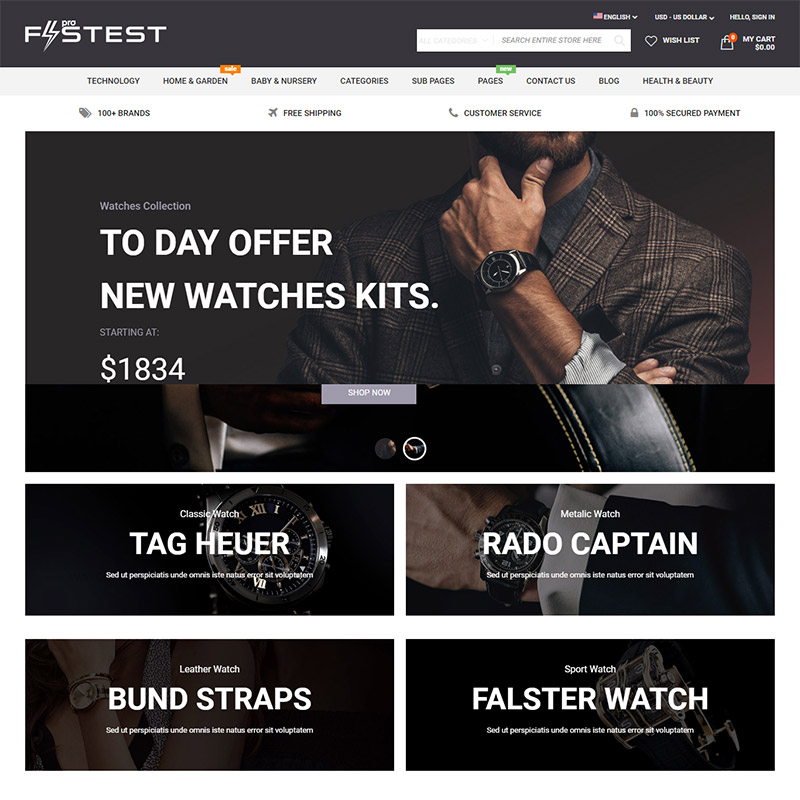 pro
FASTEST
ENGLISH
USD - US DOLLAR
HELLO, SIGN IN
ALL CATEGORIES
SEARCH ENTIRE STORE HERE
WISH LIST
0
MY CART
$0.00
sale
new
TECHNOLOGY
HOME & GARDEN
BABY & NURSERY
CATEGORIES
SUB PAGES
PAGES
CONTACT US
BLOG
HEALTH & BEAUTY
100+ BRANDS
FREE SHIPPING
CUSTOMER SERVICE
100% SECURED PAYMENT
Watches Collection
TO DAY OFFER
NEW WATCHES KITS.
STARTING AT:
$1834
SHOP NOW
Classic Watch
TAG HEUER
Sed ut perspiciatis unde omnis iste natus error sit voluptatem
Metalic Watch
RADO CAPTAIN
Sed ut perspiciatis unde omnis iste natus error sit voluptatem
Leather Watch
BUND STRAPS
Sed ut perspiciatis unde omnis iste natus error sit voluptatem
Sport Watch
FALSTER WATCH
Sed ut perspiciatis unde omnis iste natus error sit voluptatem